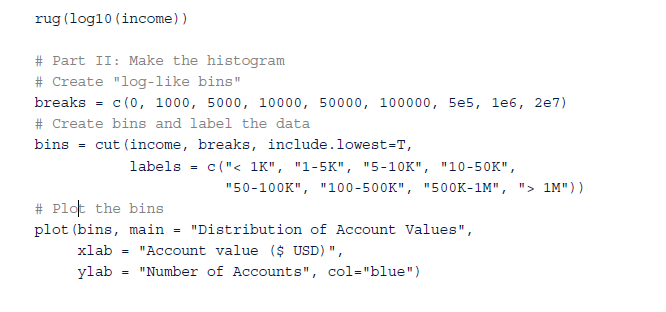 rug(log10(income))
# Part II: Make the histogram
# Create "log-like bins"
breaks = c(0, 1000, 5000, 10000, 50000, 100000, 5e5, 1e6, 2e7)
# Create bins and label the data
bins = cut(income, breaks, include.lowest=T,
labels = c("< 1K", "1-5K", "5-10K", "10-50K",
"50-100K", "100-500K", "500K-1M", "> 1M"))
# Plot the bins
plot(bins, main = "Distribution of Account Values",
xlab = "Account value ($ USD)",
ylab = "Number of Accounts", col="blue")